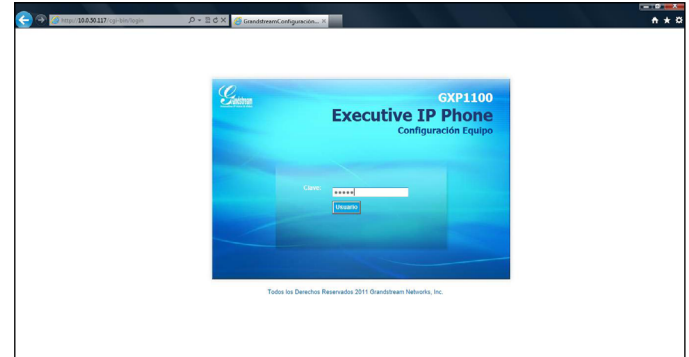 http://10.0.50.117/cgi-bin/login
GrandstreamConfiguración...
Grandstream
GXP1100
Executive IP Phone
Configuración Equipo
Clave:
Usuario
Todos los Derechos Reservados 2011 Grandstream Networks, Inc.